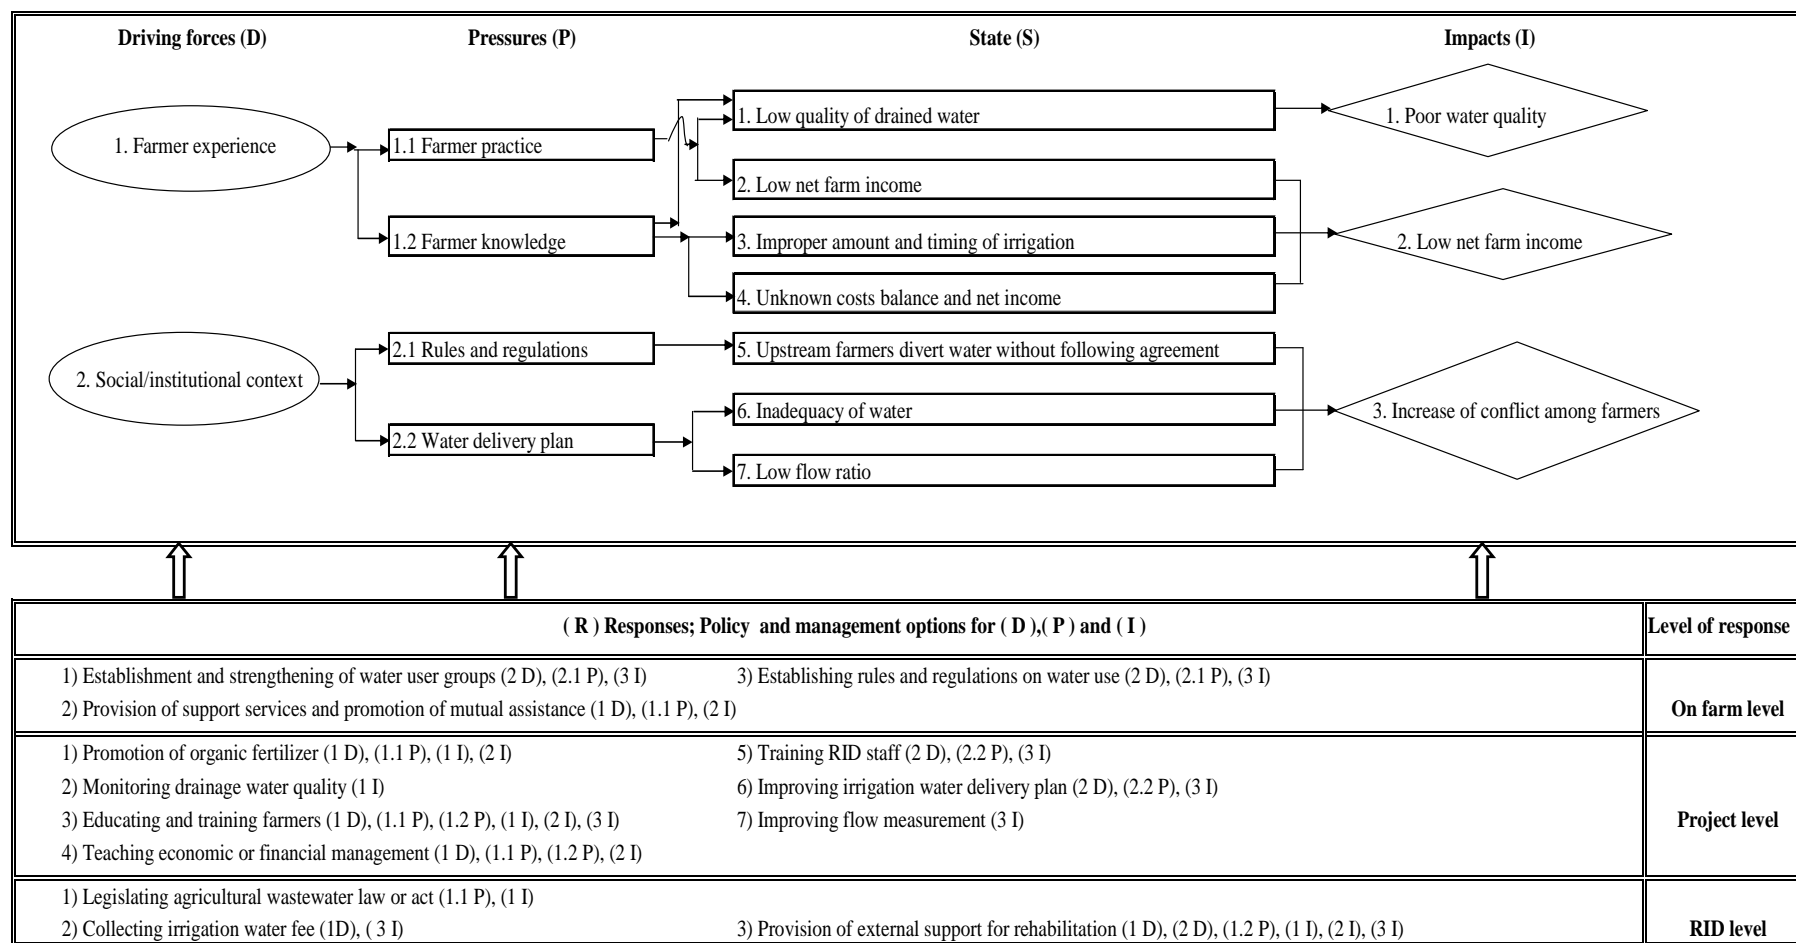 Driving forces (D) Pressures (P) State (S) Impacts (I)
1. Farmer experience
1.1 Farmer practice
1.2 Farmer knowledge
1. Low quality of drained water
2. Low net farm income
3. Improper amount and timing of irrigation
4. Unknown costs balance and net income
1. Poor water quality
2. Low net farm income
2. Social/institutional context
2.1 Rules and regulations
2.2 Water delivery plan
5. Upstream farmers divert water without following agreement
6. Inadequacy of water
7. Low flow ratio
3. Increase of conflict among farmers
( R ) Responses; Policy and management options for ( D ),( P ) and ( I ) Level of response
1) Establishment and strengthening of water user groups (2 D), (2.1 P), (3 I) 3) Establishing rules and regulations on water use (2 D), (2.1 P), (3 I)
2) Provision of support services and promotion of mutual assistance (1 D), (1.1 P), (2 I) On farm level
1) Promotion of organic fertilizer (1 D), (1.1 P), (1 I), (2 I) 5) Training RID staff (2 D), (2.2 P), (3 I)
2) Monitoring drainage water quality (1 I) 6) Improving irrigation water delivery plan (2 D), (2.2 P), (3 I)
3) Educating and training farmers (1 D), (1.1 P), (1.2 P), (1 I), (2 I), (3 I) 7) Improving flow measurement (3 I) Project level
4) Teaching economic or financial management (1 D), (1.1 P), (1.2 P), (2 I)
1) Legislating agricultural wastewater law or act (1.1 P), (1 I)
2) Collecting irrigation water fee (1D), ( 3 I) 3) Provision of external support for rehabilitation (1 D), (2 D), (1.2 P), (1 I), (2 I), (3 I) RID level